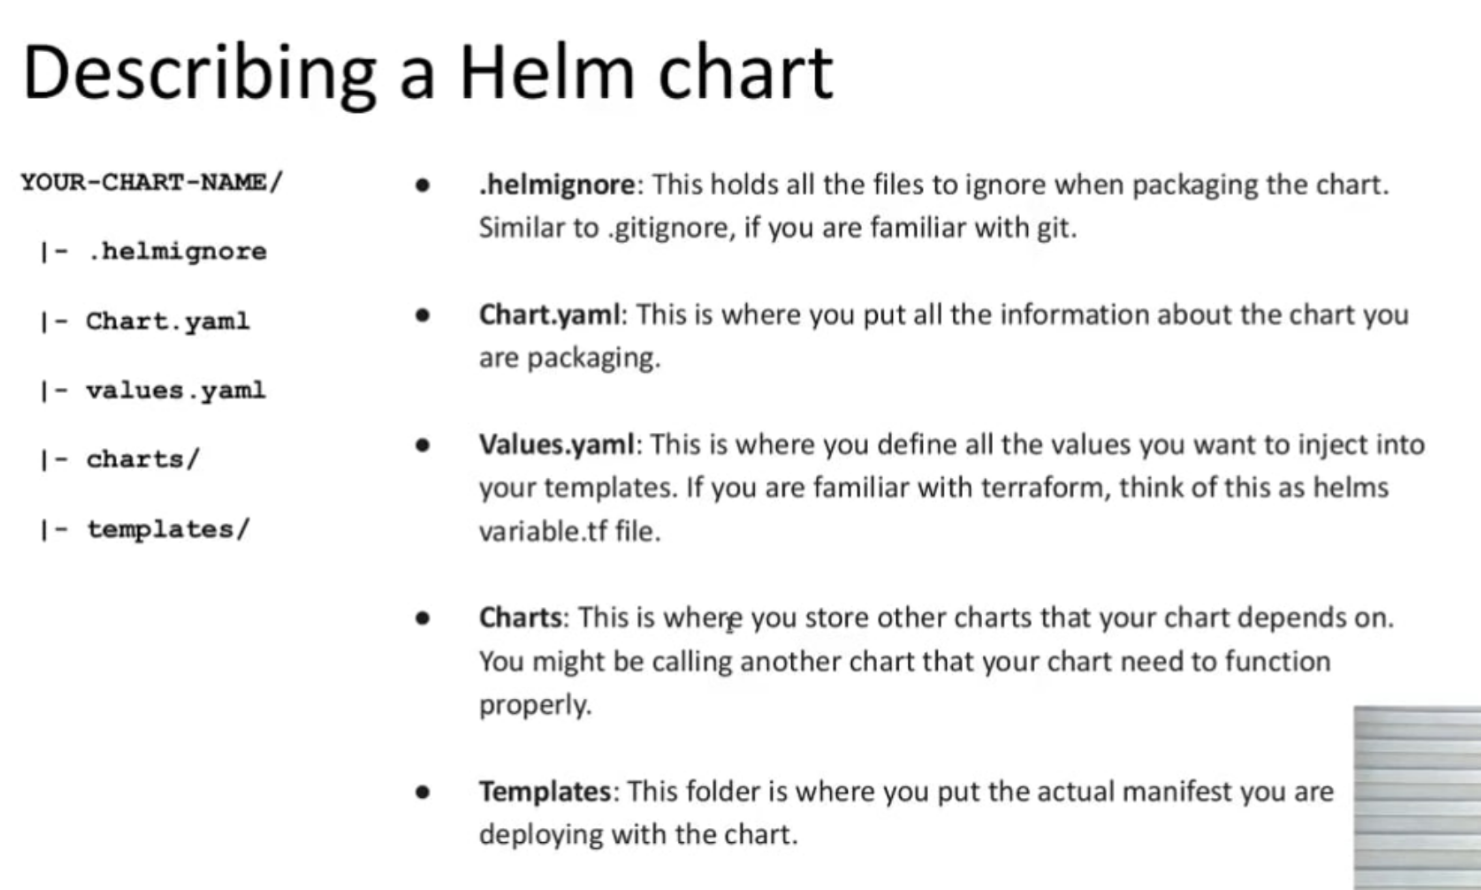 Describing a Helm chart
YOUR-CHART-NAME/
|- .helmignore
|- Chart.yaml
|- values.yaml
|- charts/
|- templates/
● .helmignore: This holds all the files to ignore when packaging the chart.
Similar to .gitignore, if you are familiar with git.
● Chart.yaml: This is where you put all the information about the chart you
are packaging.
● Values.yaml: This is where you define all the values you want to inject into
your templates. If you are familiar with terraform, think of this as helms
variable.tf file.
● Charts: This is where you store other charts that your chart depends on.
You might be calling another chart that your chart need to function
properly.
● Templates: This folder is where you put the actual manifest you are
deploying with the chart.